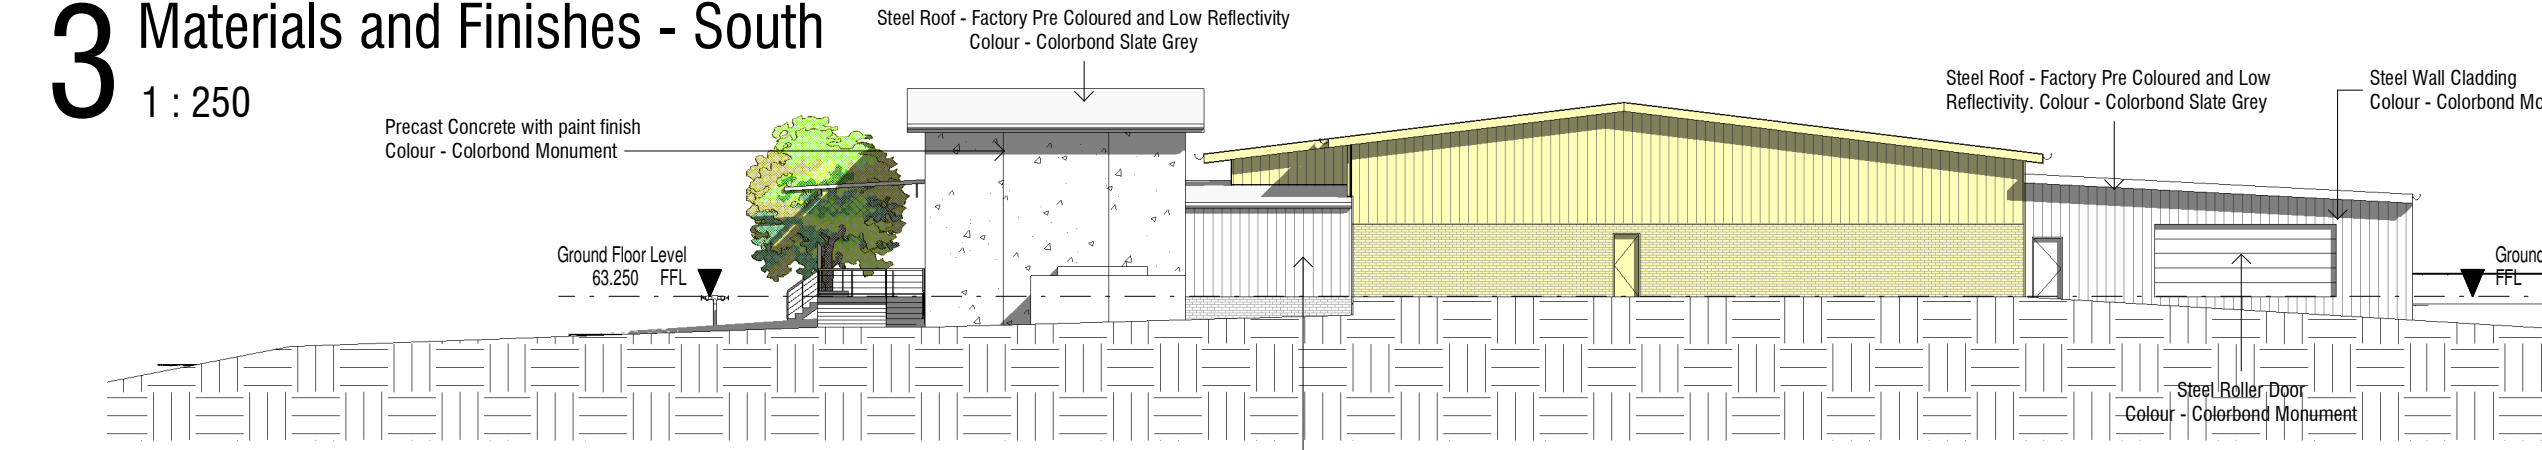 3 Materials and Finishes - South
1 : 250
Steel Roof - Factory Pre Coloured and Low Reflectivity
Colour - Colorbond Slate Grey
Precast Concrete with paint finish
Colour - Colorbond Monument
Steel Roof - Factory Pre Coloured and Low
Reflectivity. Colour - Colorbond Slate Grey
Steel Wall Cladding
Colour - Colorbond Mo
Ground Floor Level
63.250 FFL
Ground
FFL
Steel Roller Door
Colour - Colorbond Monument